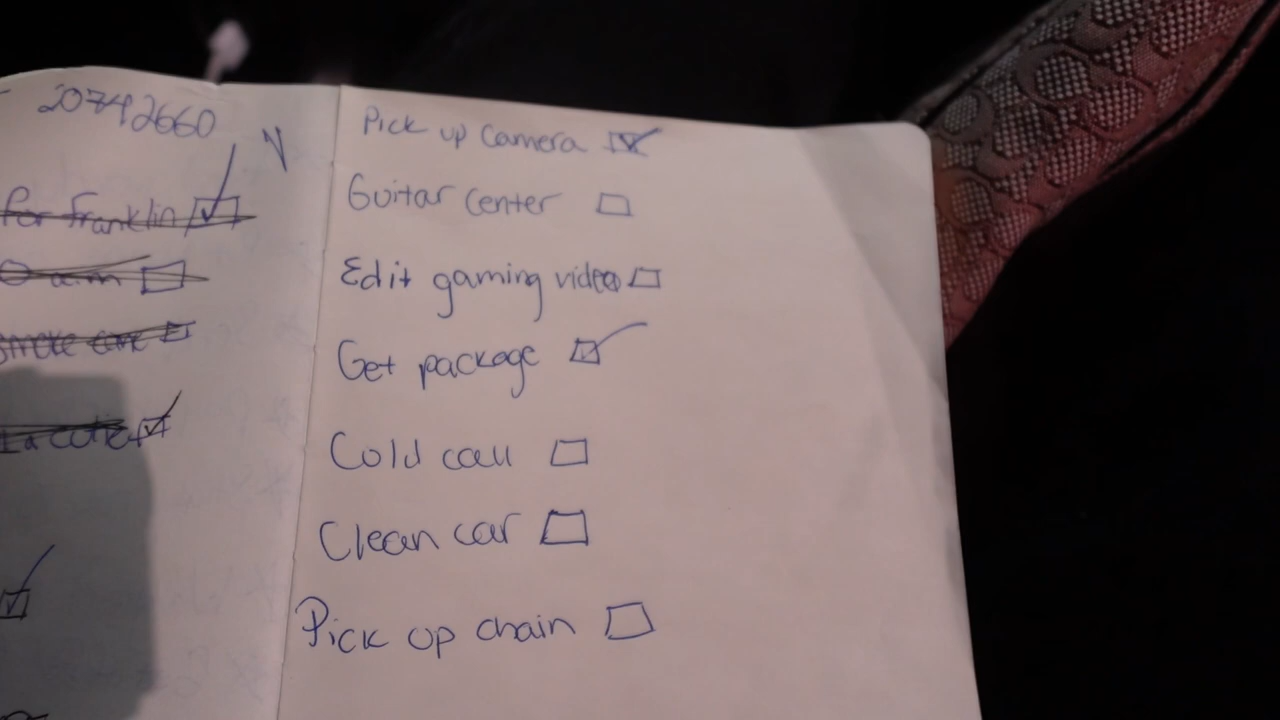 20742660
for franklin
Pick up camera
Guitar center
Edit gaming video
Get package
Cold call
Clean car
Pick up chain